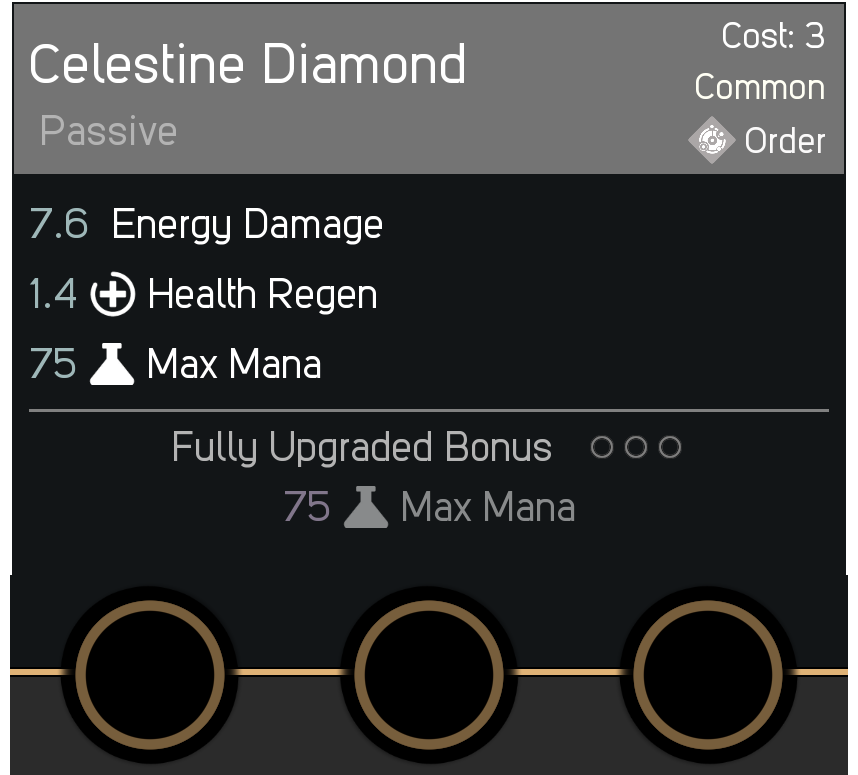 Celestine Diamond
Passive
Cost: 3
Common
Order
7.6 Energy Damage
1.4 Health Regen
75 Max Mana
Fully Upgraded Bonus
75 Max Mana